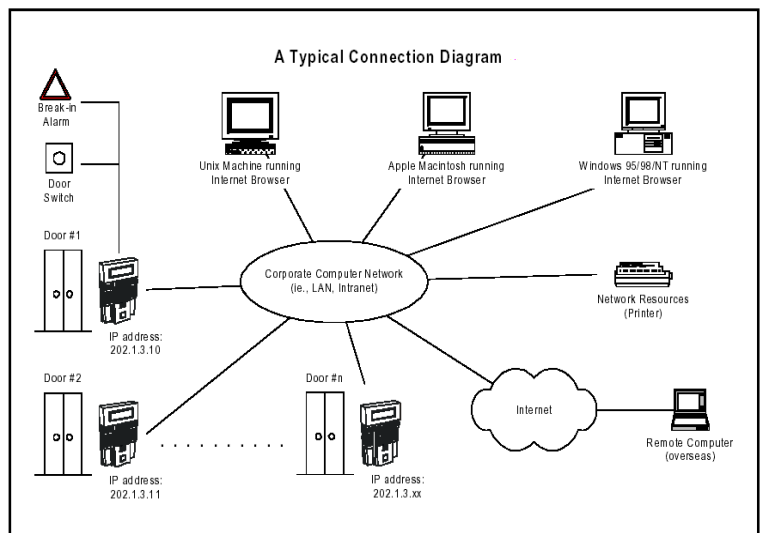 A Typical Connection Diagram
Break-in
Alarm
Door
Switch
Unix Machine running
Internet Browser
Apple Macintosh running
Internet Browser
Windows 95/98/NT running
Internet Browser
Door #1
IP address:
202.1.3.10
Corporate Computer Network
(ie., LAN, Intranet)
Network Resources
(Printer)
Door #2
IP address:
202.1.3.11
Door #n
IP address:
202.1.3.xx
Internet
Remote Computer
(overseas)